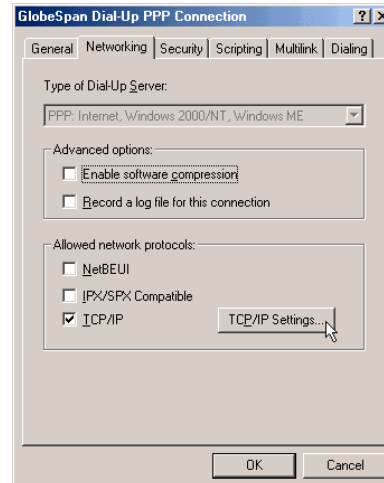 GlobeSpan Dial-Up PPP Connection
General Networking Security Scripting Multilink Dialing
Type of Dial-Up Server:
PPP: Internet, Windows 2000/NT, Windows ME
Advanced options:
Enable software compression
Record a log file for this connection
Allowed network protocols:
NetBEUI
IPX/SPX Compatible
TCP/IP TCP/IP Settings...
OK Cancel